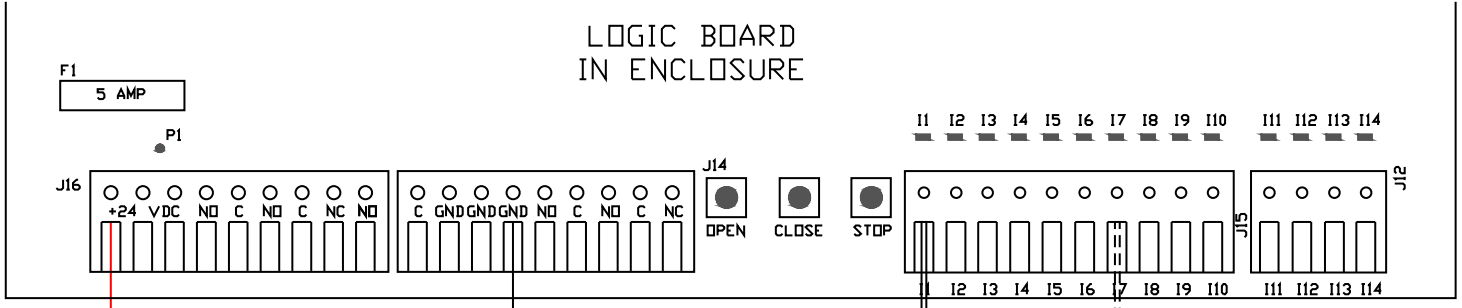 LOGIC BOARD
IN ENCLOSURE
F1
5 AMP
P1
I1 I2 I3 I4 I5 I6 I7 I8 I9 I10 I11 I12 I13 I14
J16
J14
J12
+24 VDC NO C NO C NC NO C GND GND GND NO C NO NC
J15
OPEN CLOSE STOP
I1 I2 I3 I4 I5 I6 I7 I8 I9 I10 I11 I12 I13 I14